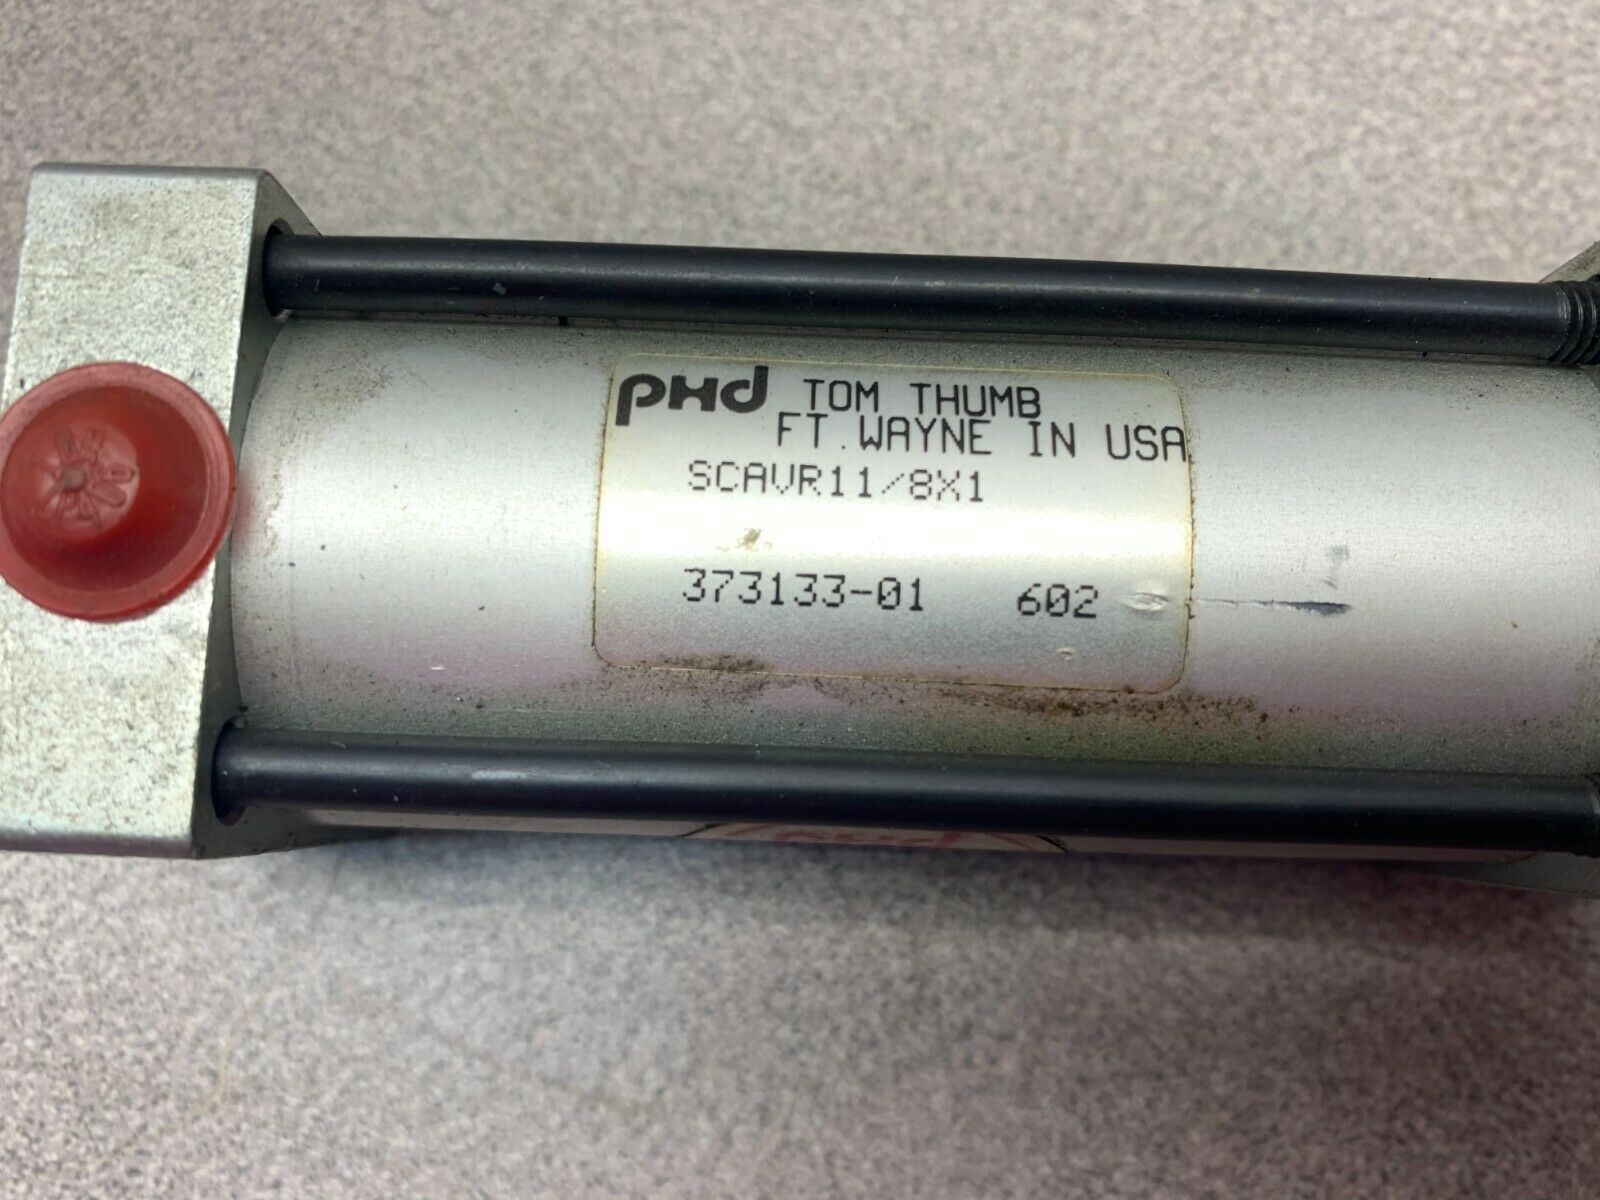 PHD TOM THUMB
FT. WAYNE IN USA
SCAVR11/8X1
373133-01 602